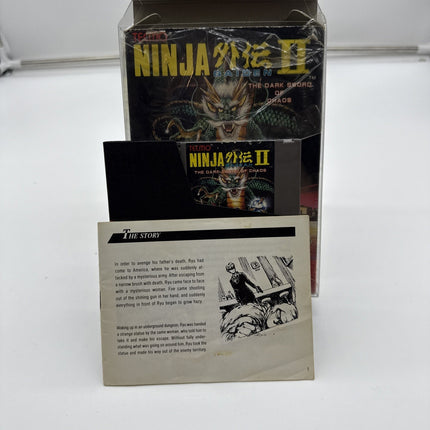 TECMO
NINJA 外伝 II
GAIDEN
THE DARK SWORD
OF
CHAOS
TM
TECMO
NINJA 外伝 II
THE DARK SWORD OF CHAOS
THE STORY
In order to avenge his father's death, Ryu had
come to America, where he was suddenly at-
tacked by a mysterious army. After escaping from
a narrow brush with death, Ryu came face to face
with a mysterious woman. Fire came shooting
out of the shining gun in her hand, and suddenly
everything in front of Ryu began to grow hazy.
Waking up in an underground dungeon, Ryu was handed
a strange statue by the same woman, who told him to
take it and make his escape. Without fully under-
standing what was going on around him, Ryu took the
statue and made his way out of the enemy territory.
1